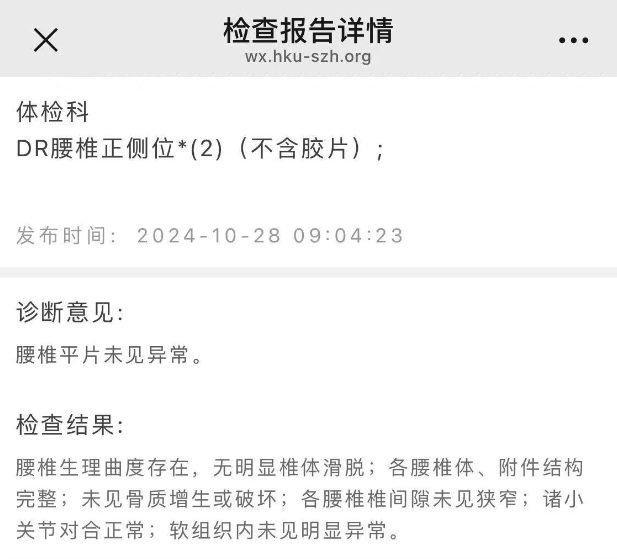 检查报告详情
wx.hku-szh.org
体检科
DR腰椎正侧位*(2)（不含胶片）;
发布时间: 2024-10-28 09:04:23
诊断意见:
腰椎平片未见异常。
检查结果:
腰椎生理曲度存在，无明显椎体滑脱；各腰椎体、附件结构
完整；未见骨质增生或破坏；各腰椎椎间隙未见狭窄；诸小
关节对合正常；软组织内未见明显异常。